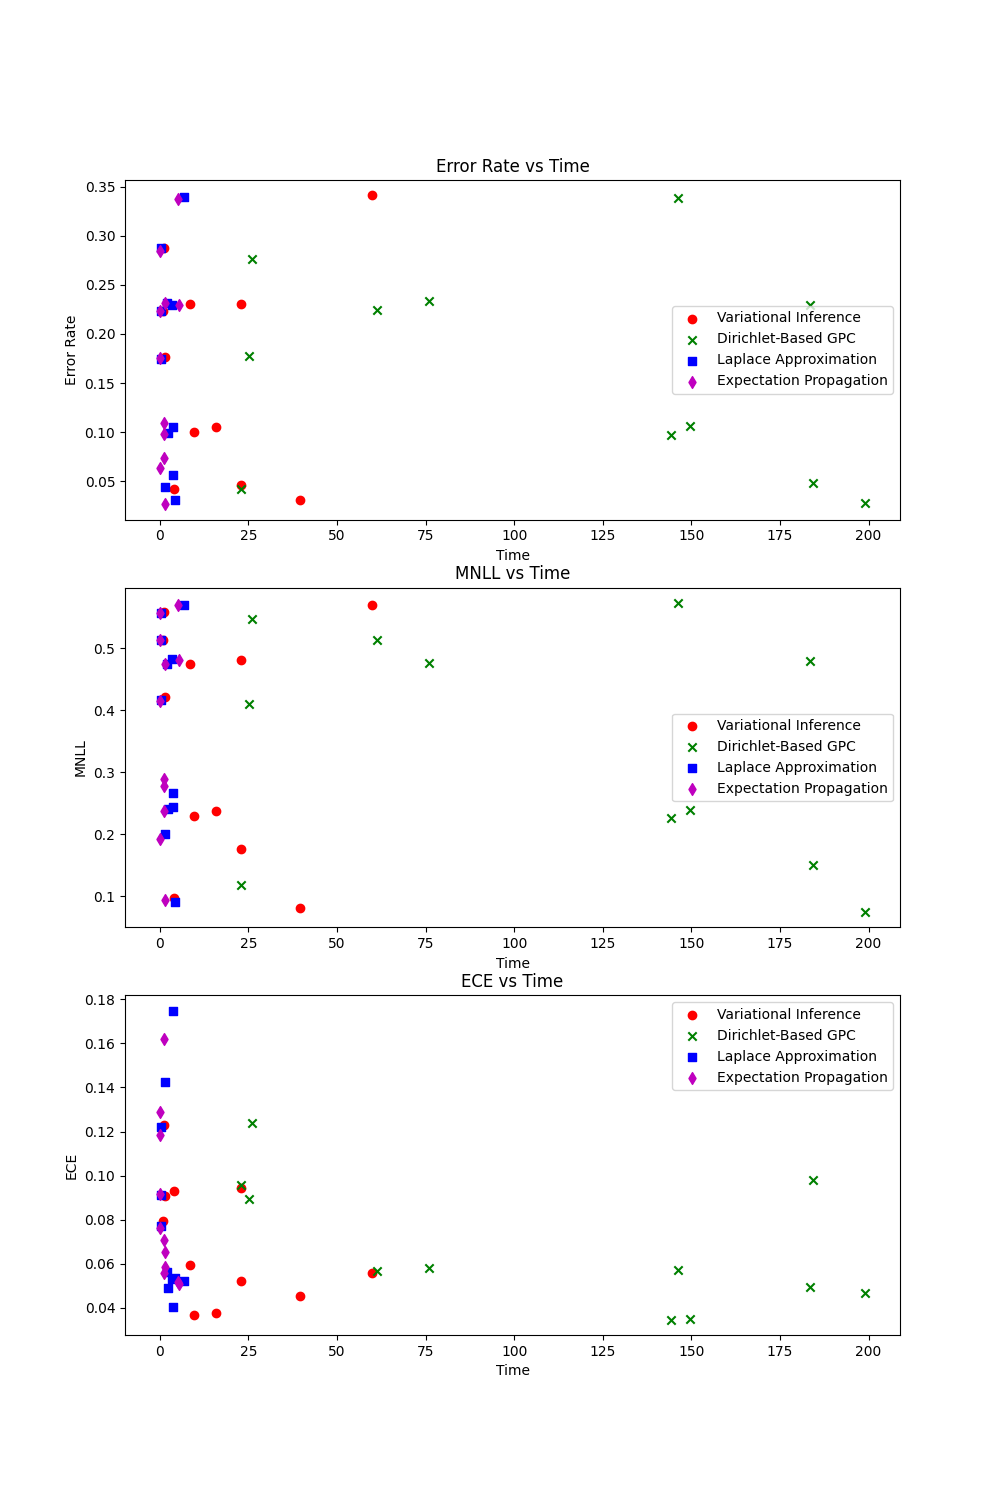 Error Rate vs Time
0.35
0.30
0.25
0.20
0.15
0.10
0.05
Error Rate
Variational Inference
Dirichlet-Based GPC
Laplace Approximation
Expectation Propagation
0 25 50 75 100 125 150 175 200
Time
MNLL vs Time
0.5
0.4
0.3
0.2
0.1
MNLL
Variational Inference
Dirichlet-Based GPC
Laplace Approximation
Expectation Propagation
0 25 50 75 100 125 150 175 200
Time
ECE vs Time
0.18
0.16
0.14
0.12
0.10
0.08
0.06
0.04
ECE
Variational Inference
Dirichlet-Based GPC
Laplace Approximation
Expectation Propagation
0 25 50 75 100 125 150 175 200
Time